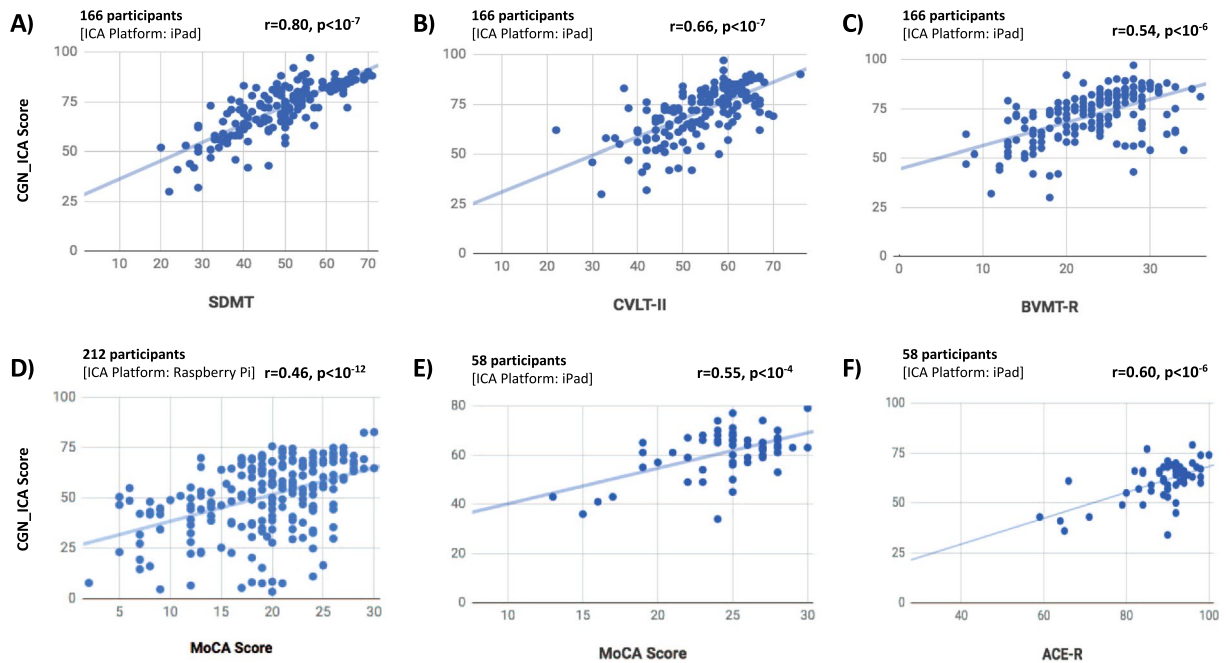 A)
166 participants
[ICA Platform: iPad]
r=0.80, p<10-7
100
75
50
25
0
10 20 30 40 50 60 70
SDMT
CGN_ICA Score
B)
166 participants
[ICA Platform: iPad]
r=0.66, p<10-7
100
75
50
25
0
10 20 30 40 50 60 70
CVLT-II
C)
166 participants
[ICA Platform: iPad]
r=0.54, p<10-6
100
75
50
25
0
0 10 20 30
BVMT-R
D)
212 participants
[ICA Platform: Raspberry Pi]
r=0.46, p<10-12
100
75
50
25
0
5 10 15 20 25 30
MoCA Score
CGN_ICA Score
E)
58 participants
[ICA Platform: iPad]
r=0.55, p<10-4
80
60
40
20
0
10 15 20 25 30
MoCA Score
F)
58 participants
[ICA Platform: iPad]
r=0.60, p<10-6
100
75
50
25
0
40 60 80 100
ACE-R